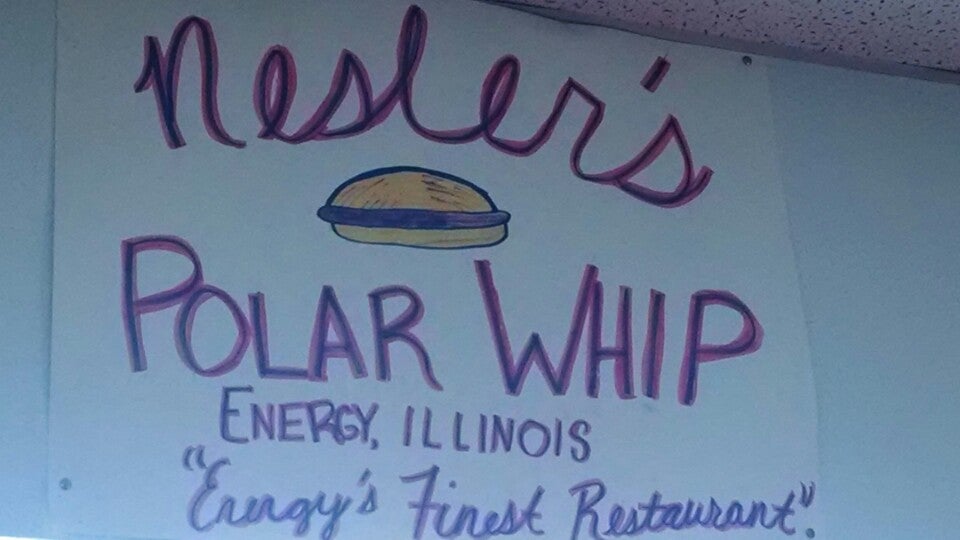 Nesler's
POLAR WHIP
ENERGY, ILLINOIS
"Energy's Finest Restaurant".